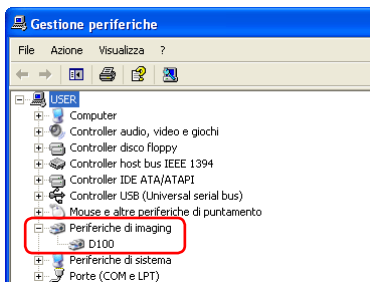 Gestione periferiche
File Azione Visualizza ?
USER
Computer
Controller audio, video e giochi
Controller disco floppy
Controller host bus IEEE 1394
Controller IDE ATA/ATAPI
Controller USB (Universal serial bus)
Mouse e altre periferiche di puntamento
Periferiche di imaging
D100
Periferiche di sistema
Porte (COM e LPT)